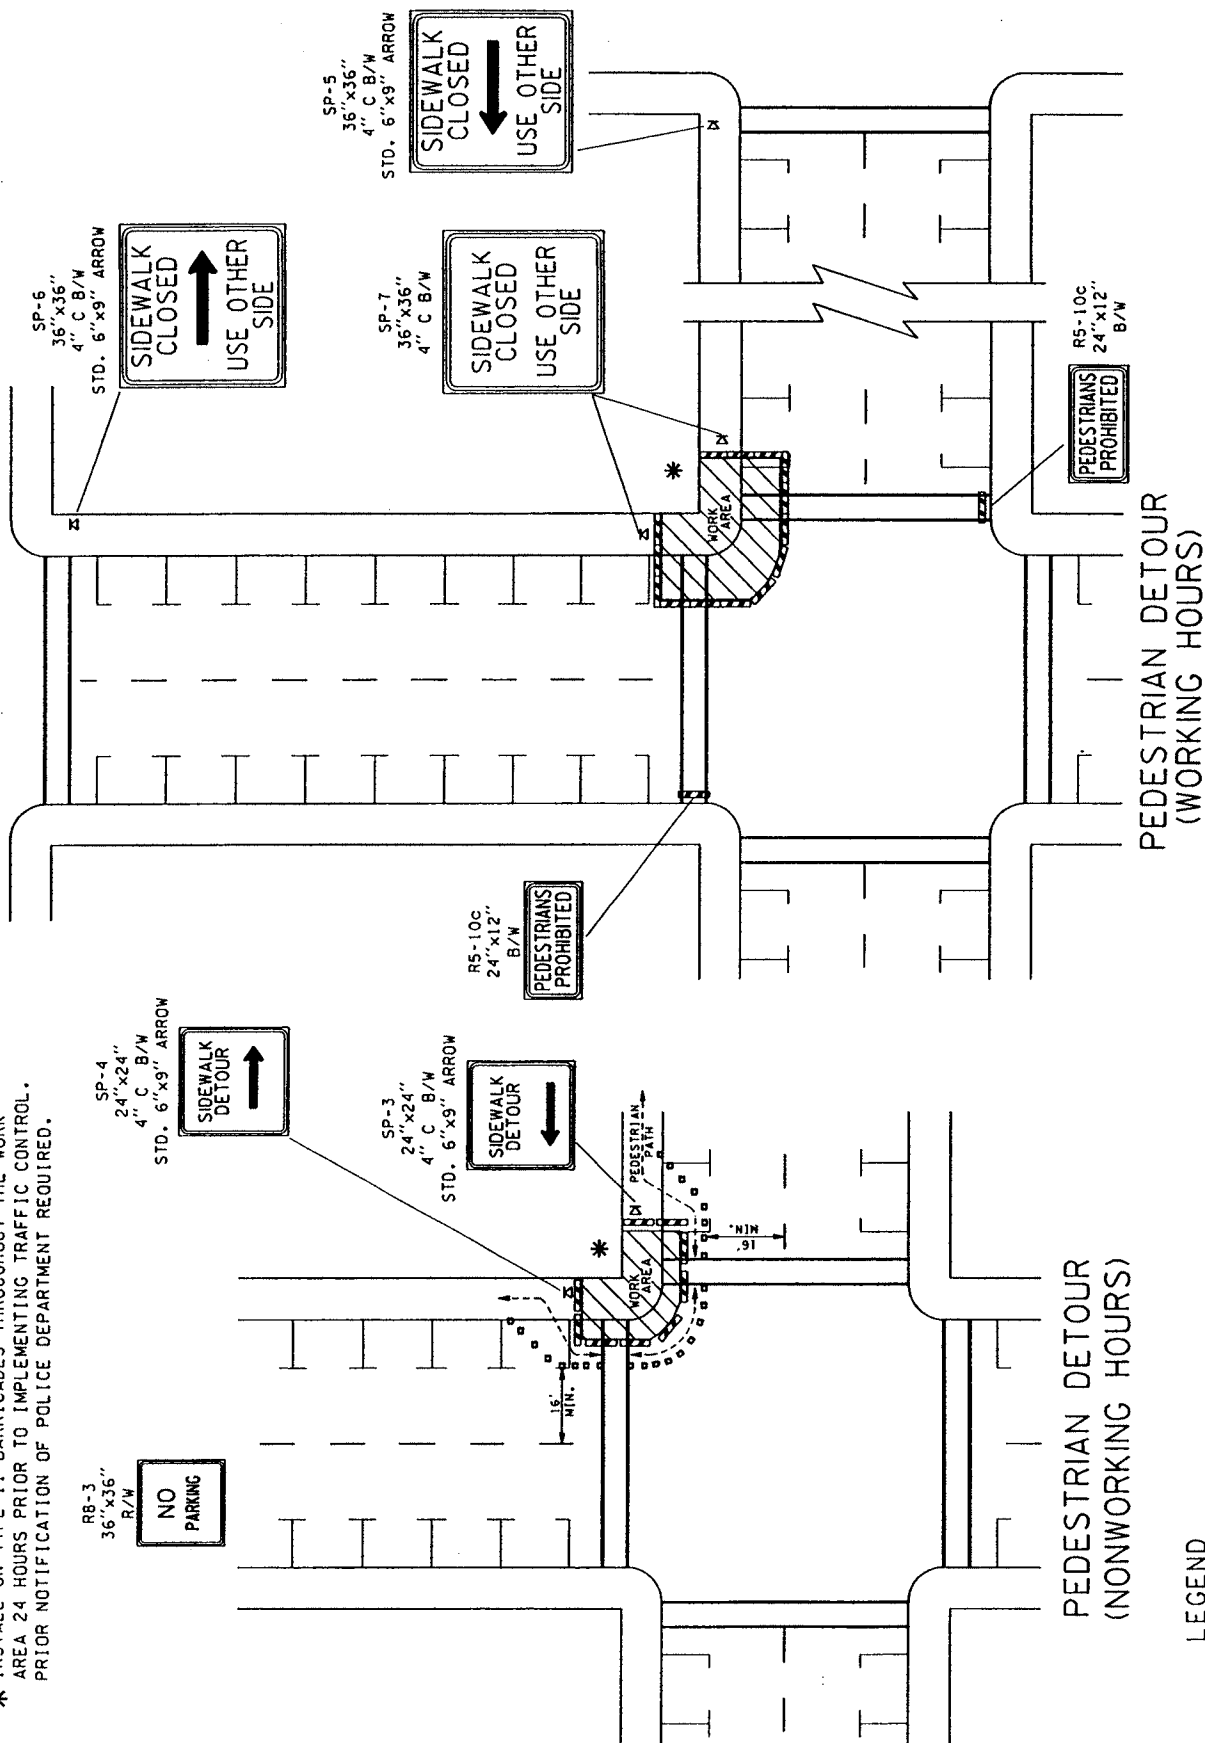 AREA 24 HOURS PRIOR TO IMPLEMENTING TRAFFIC CONTROL.
PRIOR NOTIFICATION OF POLICE DEPARTMENT REQUIRED.
R8-3
36"x36"
R/W
NO
PARKING
SP-4
24"x24"
4" C B/W
STD. 6"x9" ARROW
SIDEWALK
DETOUR
SP-3
24"x24"
4" C B/W
STD. 6"x9" ARROW
SIDEWALK
DETOUR
16'
MIN.
WORK
AREA
*
PEDESTRIAN
PATH
16'
MIN.
PEDESTRIAN DETOUR
(NONWORKING HOURS)
LEGEND
SP-6
36"x36"
4" C B/W
STD. 6"x9" ARROW
SIDEWALK
CLOSED
USE OTHER
SIDE
SP-5
36"x36"
4" C B/W
STD. 6"x9" ARROW
SIDEWALK
CLOSED
USE OTHER
SIDE
SP-7
36"x36"
4" C B/W
SIDEWALK
CLOSED
USE OTHER
SIDE
R5-10c
24"x12"
B/W
PEDESTRIANS
PROHIBITED
*
WORK
AREA
R5-10c
24"x12"
B/W
PEDESTRIANS
PROHIBITED
PEDESTRIAN DETOUR
(WORKING HOURS)